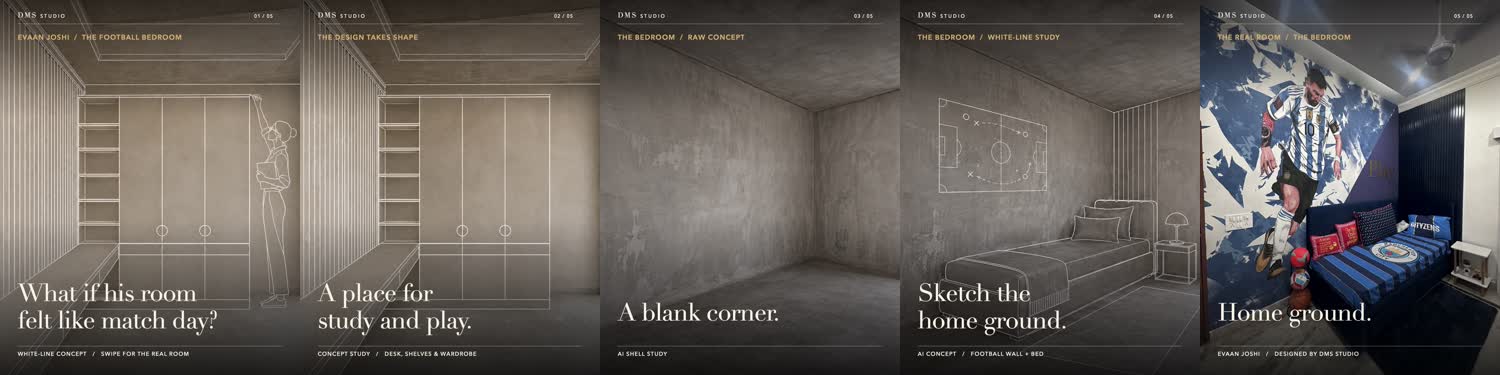 DMS STUDIO
01 / 05
EVAAN JOSHI / THE FOOTBALL BEDROOM
What if his room
felt like match day?
WHITE-LINE CONCEPT / SWIPE FOR THE REAL ROOM
DMS STUDIO
02 / 05
THE DESIGN TAKES SHAPE
A place for
study and play.
CONCEPT STUDY / DESK, SHELVES & WARDROBE
DMS STUDIO
03 / 05
THE BEDROOM / RAW CONCEPT
A blank corner.
AI SHELL STUDY
DMS STUDIO
04 / 05
THE BEDROOM / WHITE-LINE STUDY
Sketch the
home ground.
AI CONCEPT / FOOTBALL WALL + BED
DMS STUDIO
05 / 05
THE REAL ROOM / THE BEDROOM
10
Home ground.
EVAAN JOSHI / DESIGNED BY DMS STUDIO